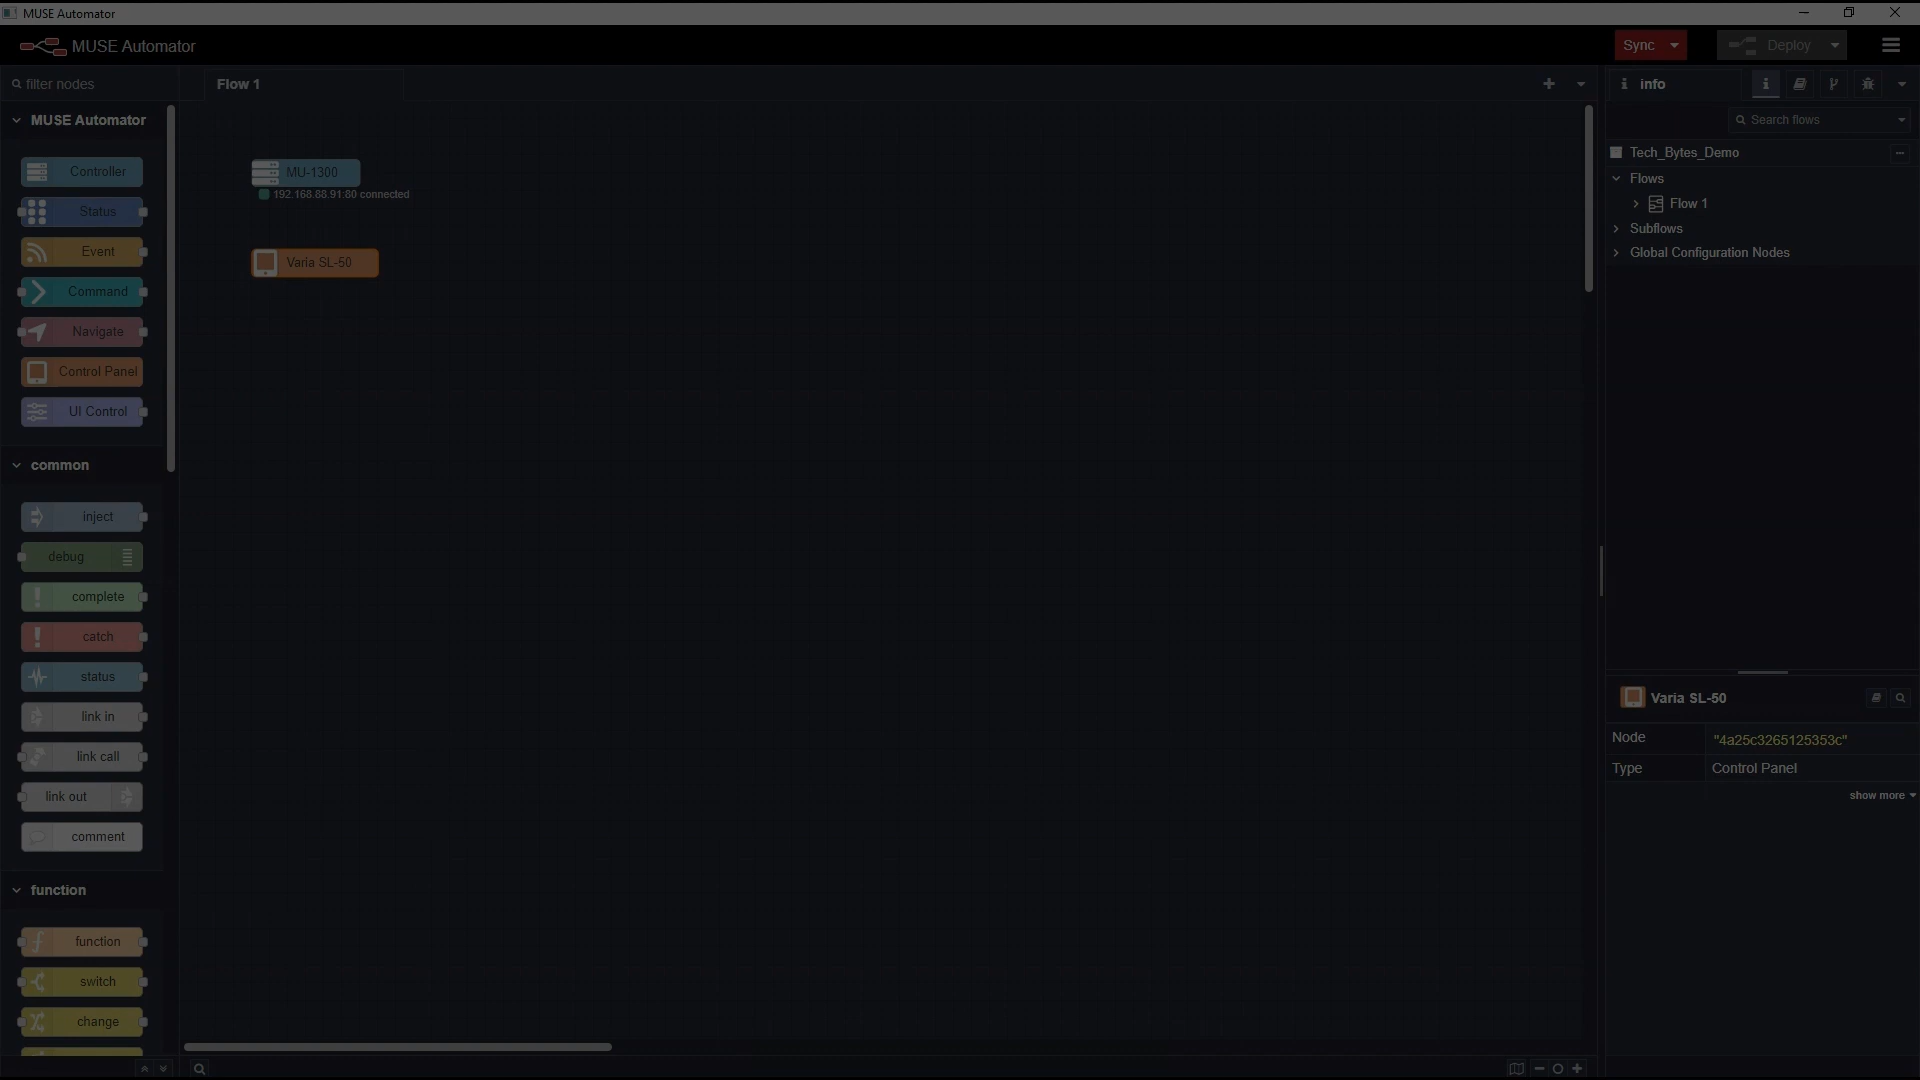 MUSE Automator
MUSE Automator
Sync
Deploy
filter nodes
Flow 1
info
Search flows
MUSE Automator
Controller
Status
Event
Command
Navigate
Control Panel
UI Control
common
inject
debug
complete
catch
status
link in
link call
link out
comment
function
function
switch
change
MU-1300
192.168.88.91:80 connected
Varia SL-50
Tech_Bytes_Demo
Flows
Flow 1
Subflows
Global Configuration Nodes
Varia SL-50
Node "4a25c3265125353c"
Type Control Panel
show more